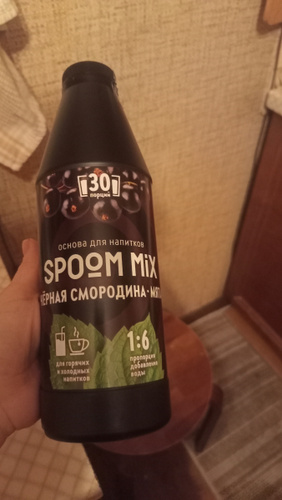 30
порций
основа для напитков
SPOOM MiX
ЧЁРНАЯ СМОРОДИНА-МЯТА
для горячих
и холодных
напитков
1:6
пропорция
добавления
воды